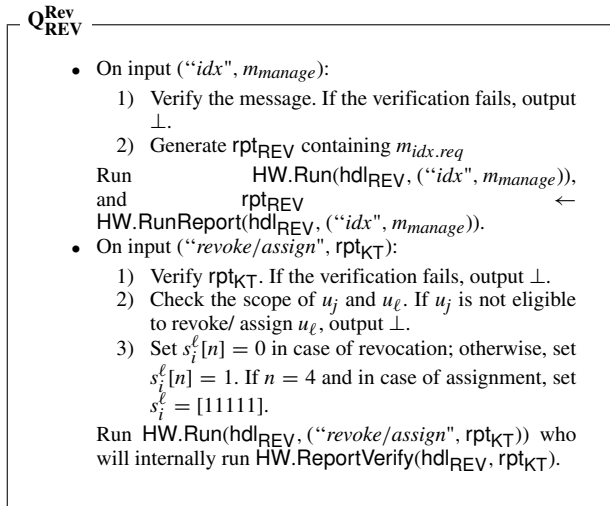 Q^Rev_REV
• On input (“idx", m_manage):
1) Verify the message. If the verification fails, output
⊥.
2) Generate rpt_REV containing m_idx.req
Run HW.Run(hdl_REV, (“idx", m_manage)),
and rpt_REV ←
HW.RunReport(hdl_REV, (“idx", m_manage)).
• On input (“revoke/assign", rpt_KT):
1) Verify rpt_KT. If the verification fails, output ⊥.
2) Check the scope of u_j and u_ℓ. If u_j is not eligible
to revoke/ assign u_ℓ, output ⊥.
3) Set s_i^ℓ[n] = 0 in case of revocation; otherwise, set
s_i^ℓ[n] = 1. If n = 4 and in case of assignment, set
s_i^ℓ = [11111].
Run HW.Run(hdl_REV, (“revoke/assign", rpt_KT)) who
will internally run HW.ReportVerify(hdl_REV, rpt_KT).